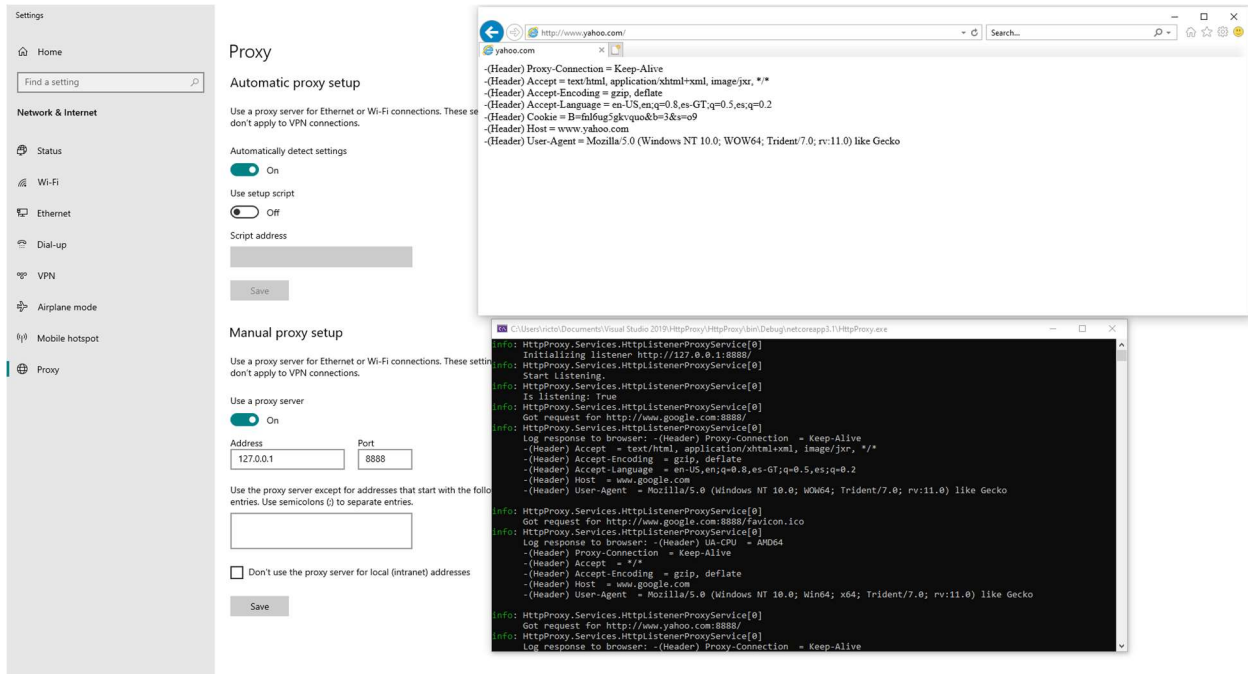 Settings
Home
Find a setting
Network & Internet
Status
Wi-Fi
Ethernet
Dial-up
VPN
Airplane mode
Mobile hotspot
Proxy
Proxy
Automatic proxy setup
Use a proxy server for Ethernet or Wi-Fi connections. These se
don't apply to VPN connections.
Automatically detect settings
On
Use setup script
Off
Script address
Save
Manual proxy setup
Use a proxy server for Ethernet or Wi-Fi connections. These settin
don't apply to VPN connections.
Use a proxy server
On
Address Port
127.0.0.1 8888
Use the proxy server except for addresses that start with the follo
entries. Use semicolons (;) to separate entries.
Don't use the proxy server for local (intranet) addresses
Save
http://www.yahoo.com/ Search...
yahoo.com
-(Header) Proxy-Connection = Keep-Alive
-(Header) Accept = text/html, application/xhtml+xml, image/jxr, */*
-(Header) Accept-Encoding = gzip, deflate
-(Header) Accept-Language = en-US,en;q=0.8,es-GT;q=0.5,es;q=0.2
-(Header) Cookie = B=fnl6ug5gkvquo&b=3&s=o9
-(Header) Host = www.yahoo.com
-(Header) User-Agent = Mozilla/5.0 (Windows NT 10.0; WOW64; Trident/7.0; rv:11.0) like Gecko
C:\Users\ricto\Documents\Visual Studio 2019\HttpProxy\HttpProxy\bin\Debug\netcoreapp3.1\HttpProxy.exe
info: HttpProxy.Services.HttpListenerProxyService[0]
Initializing listener http://127.0.0.1:8888/
info: HttpProxy.Services.HttpListenerProxyService[0]
Start Listening.
info: HttpProxy.Services.HttpListenerProxyService[0]
Is listening: True
info: HttpProxy.Services.HttpListenerProxyService[0]
Got request for http://www.google.com:8888/
info: HttpProxy.Services.HttpListenerProxyService[0]
Log response to browser: -(Header) Proxy-Connection = Keep-Alive
-(Header) Accept = text/html, application/xhtml+xml, image/jxr, */*
-(Header) Accept-Encoding = gzip, deflate
-(Header) Accept-Language = en-US,en;q=0.8,es-GT;q=0.5,es;q=0.2
-(Header) Host = www.google.com
-(Header) User-Agent = Mozilla/5.0 (Windows NT 10.0; WOW64; Trident/7.0; rv:11.0) like Gecko
info: HttpProxy.Services.HttpListenerProxyService[0]
Got request for http://www.google.com:8888/favicon.ico
info: HttpProxy.Services.HttpListenerProxyService[0]
Log response to browser: -(Header) UA-CPU = AMD64
-(Header) Proxy-Connection = Keep-Alive
-(Header) Accept = */*
-(Header) Accept-Encoding = gzip, deflate
-(Header) Host = www.google.com
-(Header) User-Agent = Mozilla/5.0 (Windows NT 10.0; Win64; x64; Trident/7.0; rv:11.0) like Gecko
info: HttpProxy.Services.HttpListenerProxyService[0]
Got request for http://www.yahoo.com:8888/
info: HttpProxy.Services.HttpListenerProxyService[0]
Log response to browser: -(Header) Proxy-Connection = Keep-Alive